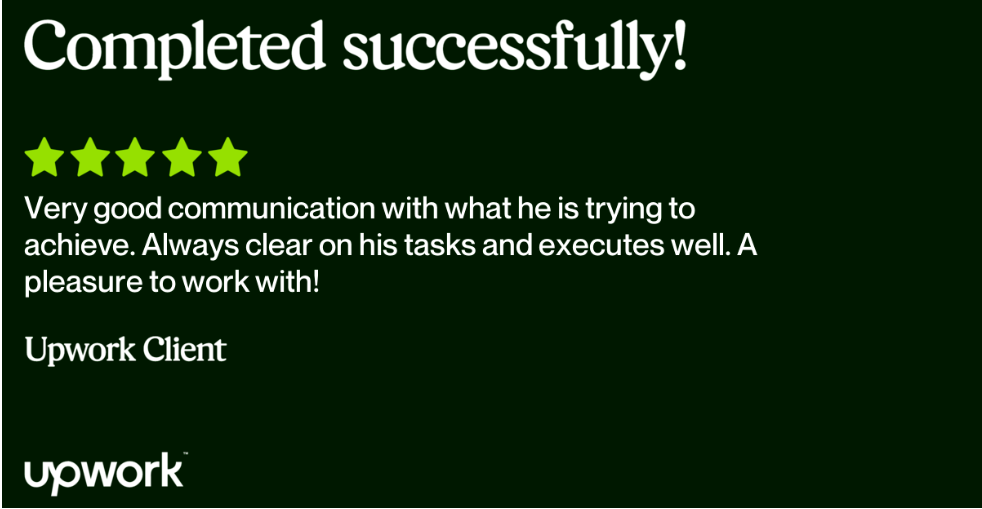 Completed successfully!
Very good communication with what he is trying to
achieve. Always clear on his tasks and executes well. A
pleasure to work with!
Upwork Client
upwork™